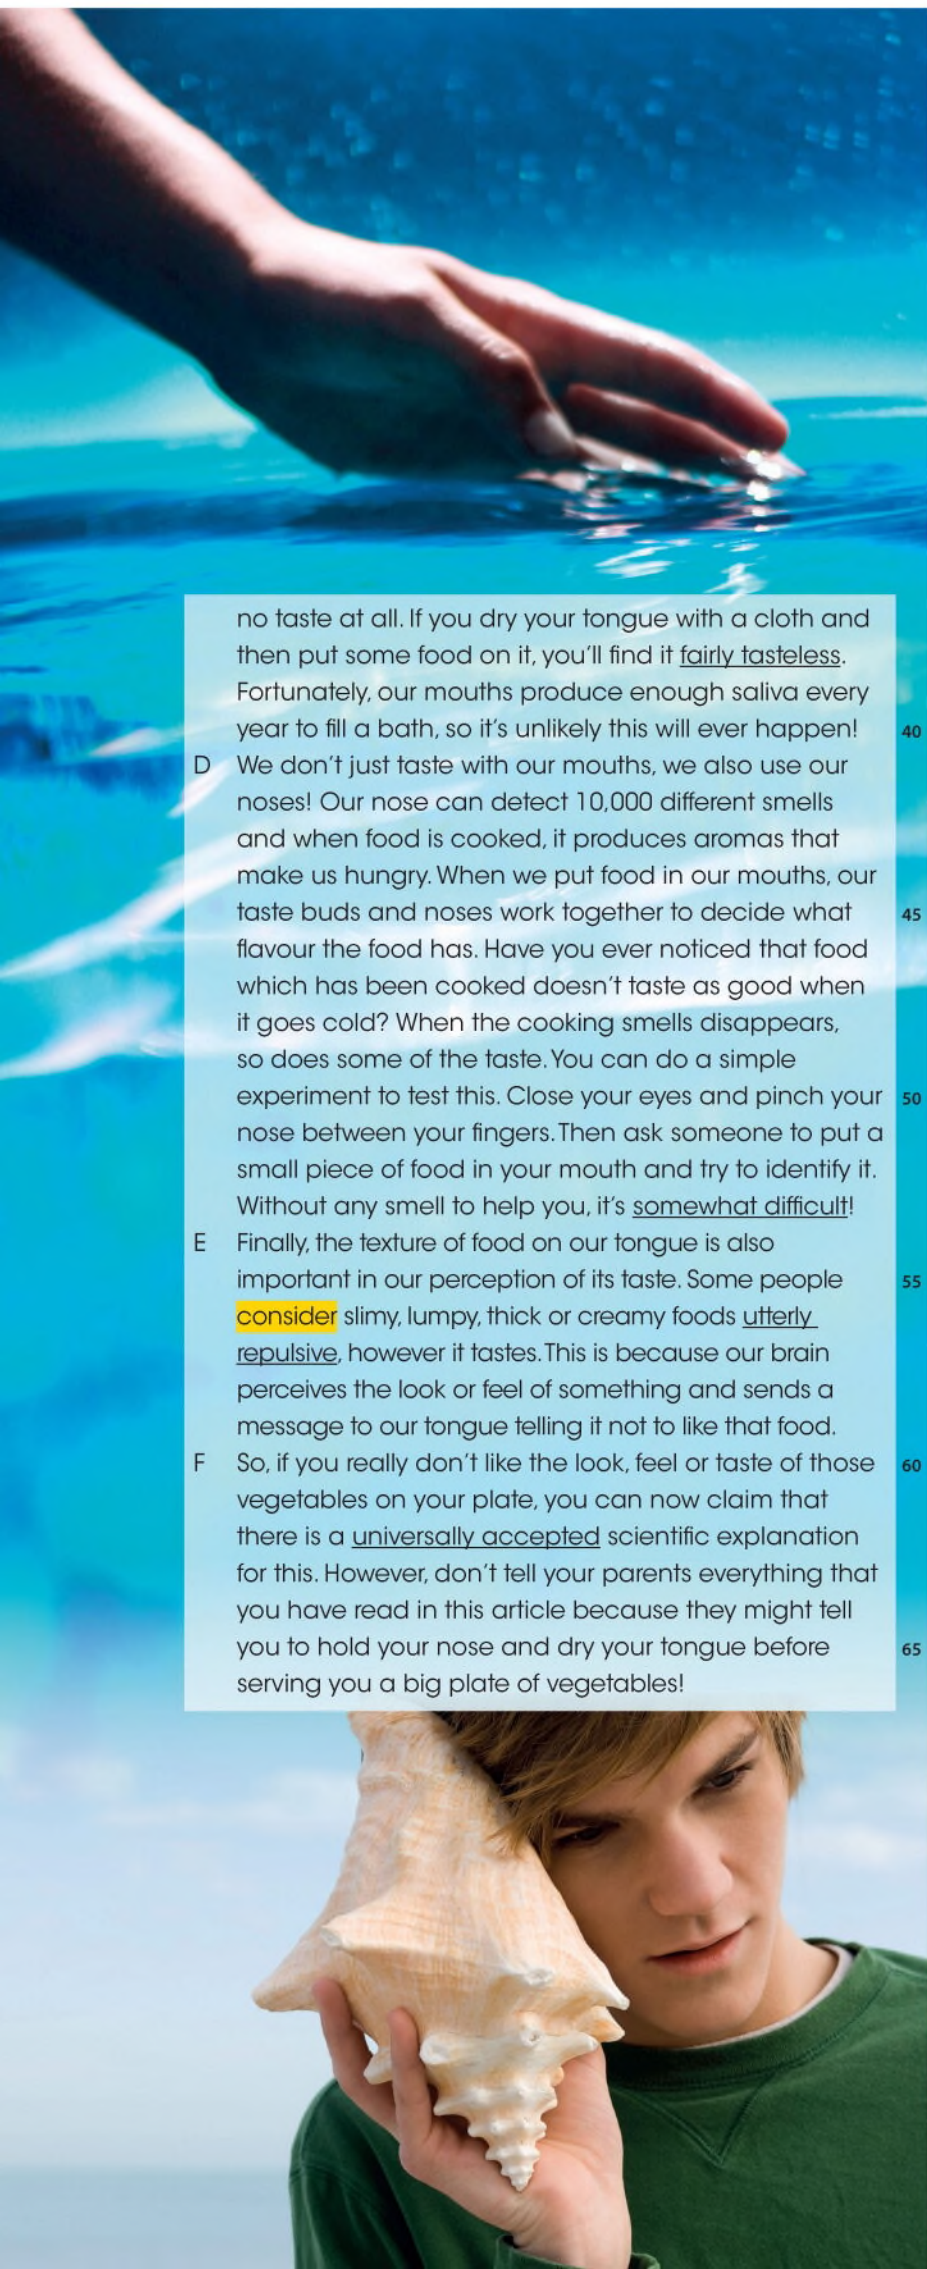 no taste at all. If you dry your tongue with a cloth and
then put some food on it, you'll find it fairly tasteless.
Fortunately, our mouths produce enough saliva every
year to fill a bath, so it's unlikely this will ever happen! 40
D We don't just taste with our mouths, we also use our
noses! Our nose can detect 10,000 different smells
and when food is cooked, it produces aromas that
make us hungry. When we put food in our mouths, our
taste buds and noses work together to decide what 45
flavour the food has. Have you ever noticed that food
which has been cooked doesn't taste as good when
it goes cold? When the cooking smells disappears,
so does some of the taste. You can do a simple
experiment to test this. Close your eyes and pinch your 50
nose between your fingers. Then ask someone to put a
small piece of food in your mouth and try to identify it.
Without any smell to help you, it's somewhat difficult!
E Finally, the texture of food on our tongue is also
important in our perception of its taste. Some people 55
consider slimy, lumpy, thick or creamy foods utterly
repulsive, however it tastes. This is because our brain
perceives the look or feel of something and sends a
message to our tongue telling it not to like that food.
F So, if you really don't like the look, feel or taste of those 60
vegetables on your plate, you can now claim that
there is a universally accepted scientific explanation
for this. However, don't tell your parents everything that
you have read in this article because they might tell
you to hold your nose and dry your tongue before 65
serving you a big plate of vegetables!